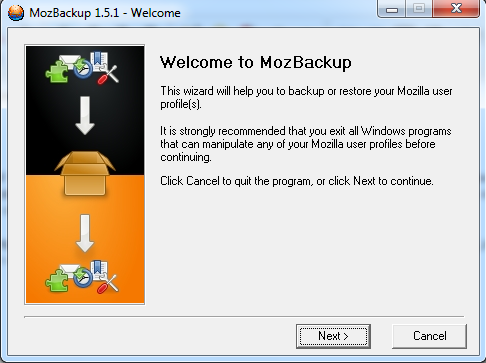 MozBackup 1.5.1 - Welcome
Welcome to MozBackup
This wizard will help you to backup or restore your Mozilla user
profile(s).
It is strongly recommended that you exit all Windows programs
that can manipulate any of your Mozilla user profiles before
continuing.
Click Cancel to quit the program, or click Next to continue.
Next >
Cancel